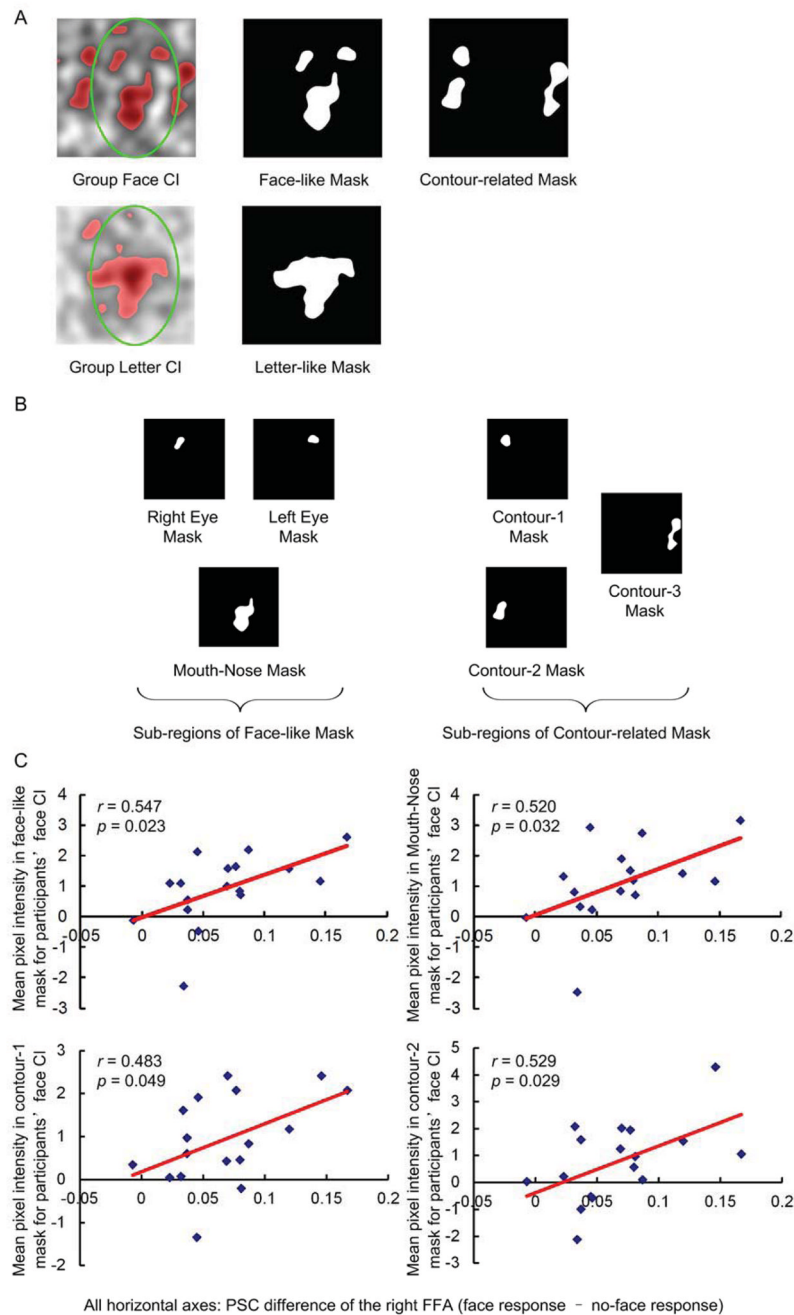 A
Group Face CI
Face-like Mask
Contour-related Mask
Group Letter CI
Letter-like Mask
B
Right Eye
Mask
Left Eye
Mask
Contour-1
Mask
Contour-3
Mask
Mouth-Nose Mask
Contour-2 Mask
Sub-regions of Face-like Mask
Sub-regions of Contour-related Mask
C
Mean pixel intensity in face-like
mask for participants' face CI
r = 0.547
p = 0.023
4
3
2
1
0
-1
-2
-3
0
0.05
0.1
0.15
0.2
Mean pixel intensity in Mouth-Nose
mask for participants' face CI
r = 0.520
p = 0.032
4
3
2
1
0
-1
-2
-3
0
0.05
0.1
0.15
0.2
Mean pixel intensity in contour-1
mask for participants' face CI
r = 0.483
p = 0.049
3
2
1
0
-1
-2
0
0.05
0.1
0.15
0.2
Mean pixel intensity in contour-2
mask for participants' face CI
r = 0.529
p = 0.029
5
4
3
2
1
0
-1
-2
-3
0
0.05
0.1
0.15
0.2
All horizontal axes: PSC difference of the right FFA (face response - no-face response)